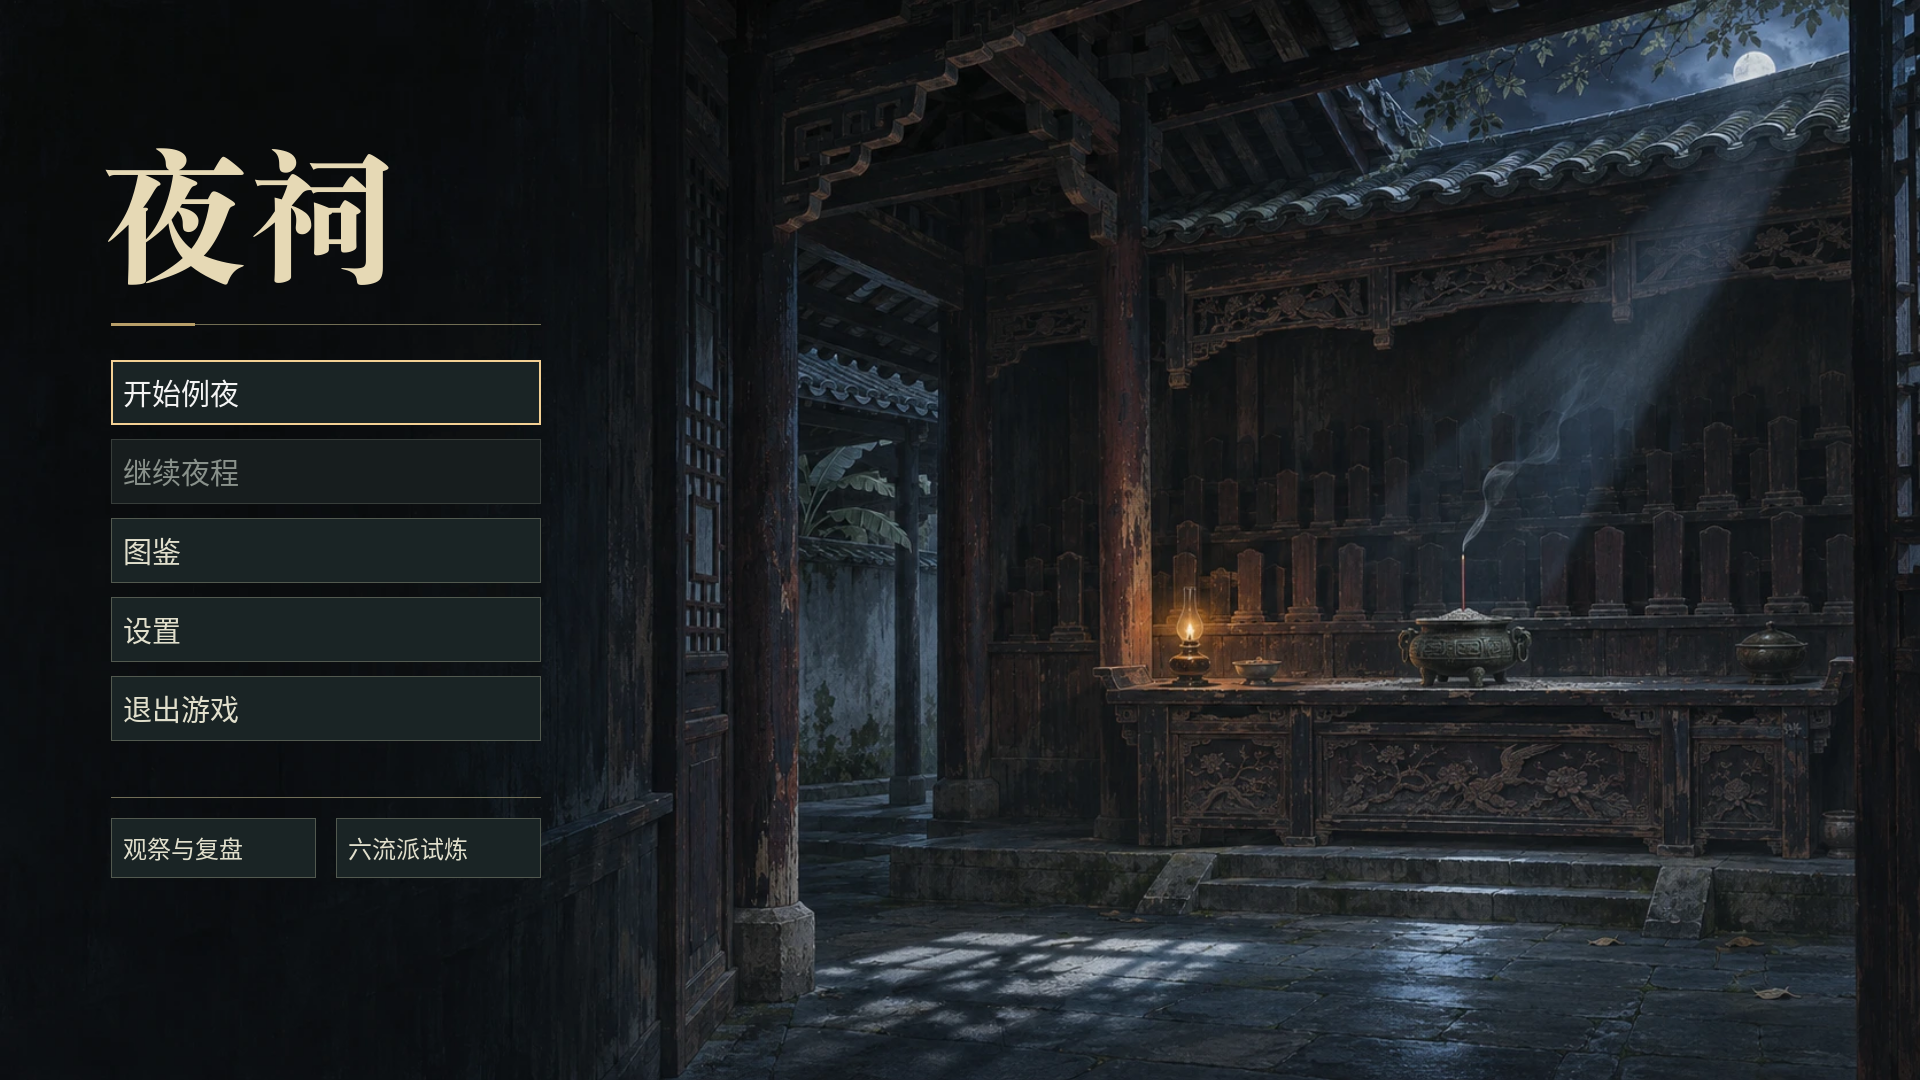 夜祠
开始例夜
继续夜程
图鉴
设置
退出游戏
观祭与复盘
六流派试炼